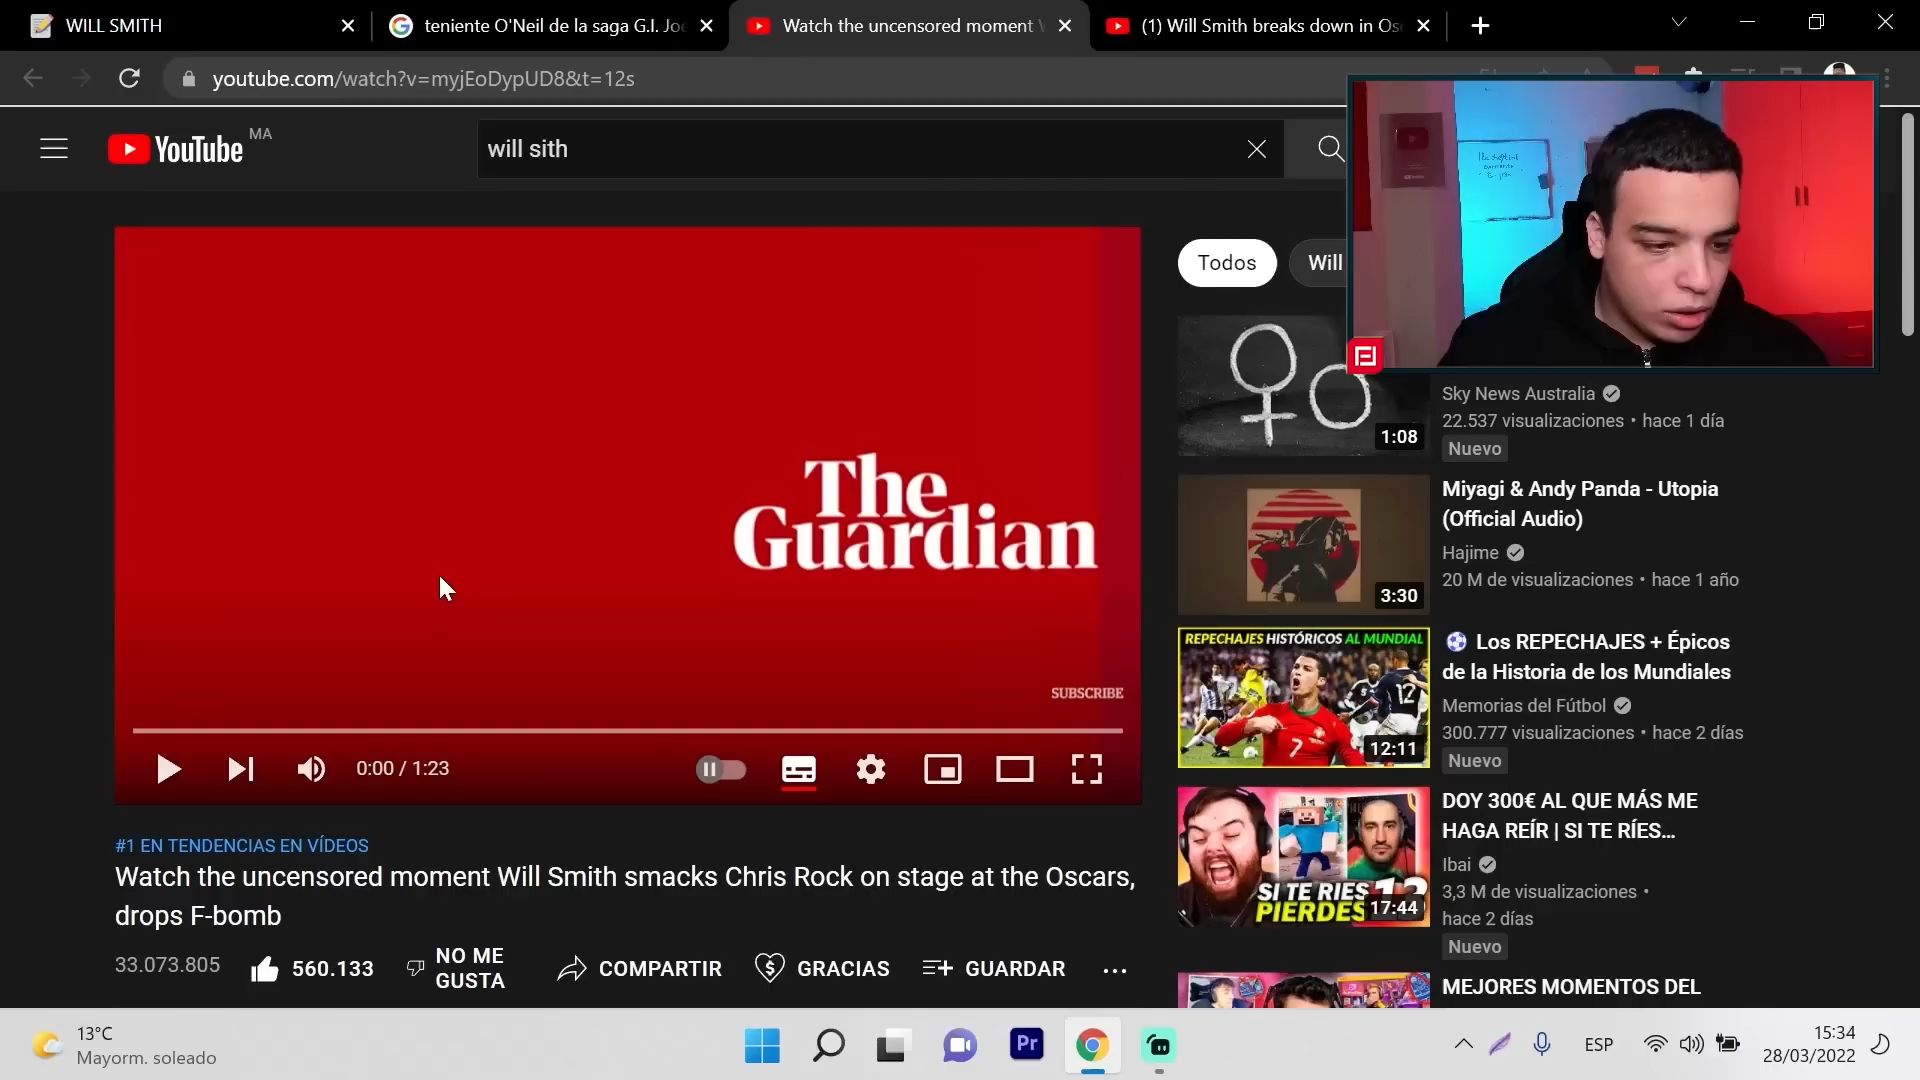 WILL SMITH
teniente O'Neil de la saga G.I. Joe
Watch the uncensored moment
(1) Will Smith breaks down in Osc
youtube.com/watch?v=myjEoDypUD8&t=12s
YouTube MA
will sith
The
Guardian
SUBSCRIBE
0:00 / 1:23
#1 EN TENDENCIAS EN VÍDEOS
Watch the uncensored moment Will Smith smacks Chris Rock on stage at the Oscars,
drops F-bomb
33.073.805
560.133
NO ME
GUSTA
COMPARTIR
GRACIAS
GUARDAR
Todos
Will
1:08
Sky News Australia
22.537 visualizaciones • hace 1 día
Nuevo
3:30
Miyagi & Andy Panda - Utopia
(Official Audio)
Hajime
20 M de visualizaciones • hace 1 año
REPECHAJES HISTÓRICOS AL MUNDIAL
12
7
12:11
Los REPECHAJES + Épicos
de la Historia de los Mundiales
Memorias del Fútbol
300.777 visualizaciones • hace 2 días
Nuevo
SI TE RIES
PIERDES
17:44
DOY 300€ AL QUE MÁS ME
HAGA REÍR | SI TE RÍES...
Ibai
3,3 M de visualizaciones •
hace 2 días
Nuevo
MEJORES MOMENTOS DEL
13°C
Mayorm. soleado
Pr
ESP
15:34
28/03/2022